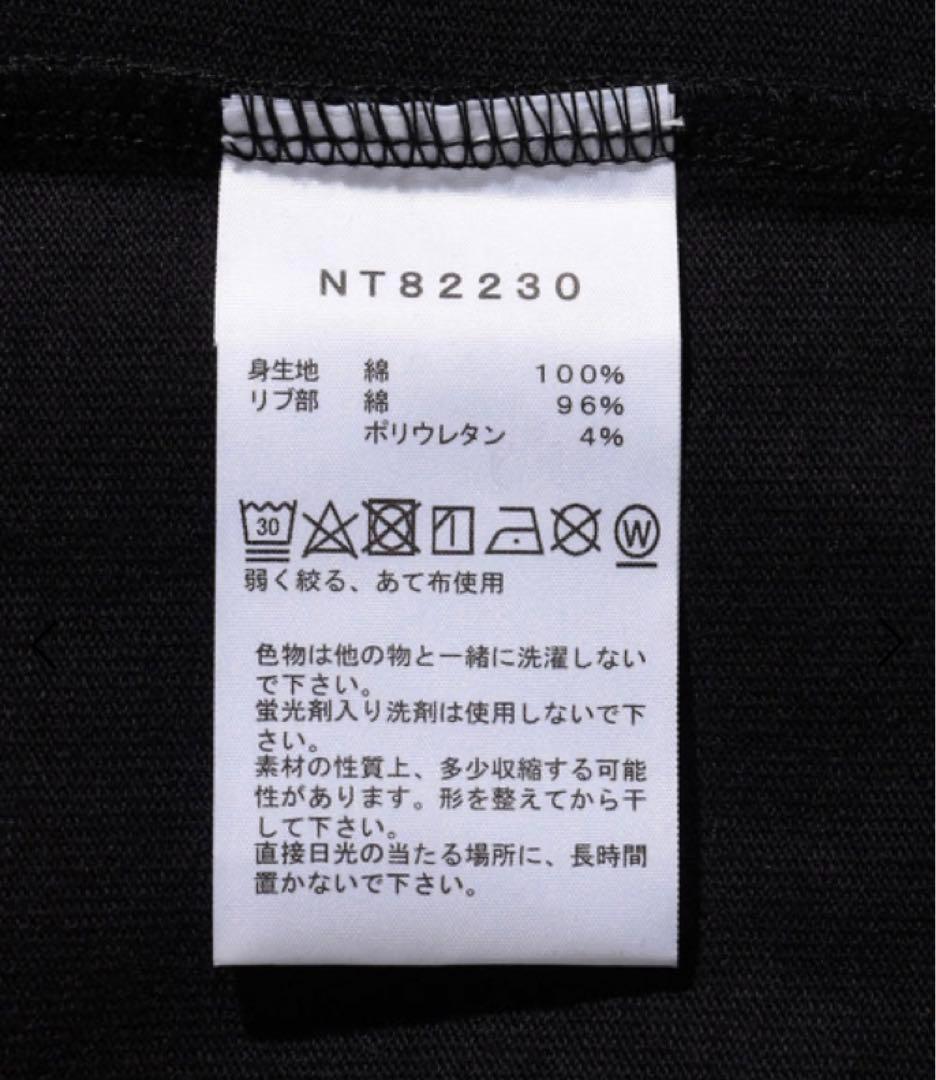 NT82230
身生地 綿 100%
リブ部 綿 96%
ポリウレタン 4%
30 W
弱く絞る、あて布使用
色物は他の物と一緒に洗濯しない
で下さい。
蛍光剤入り洗剤は使用しないで下
さい。
素材の性質上、多少収縮する可能
性があります。形を整えてから干
して下さい。
直接日光の当たる場所に、長時間
置かないで下さい。